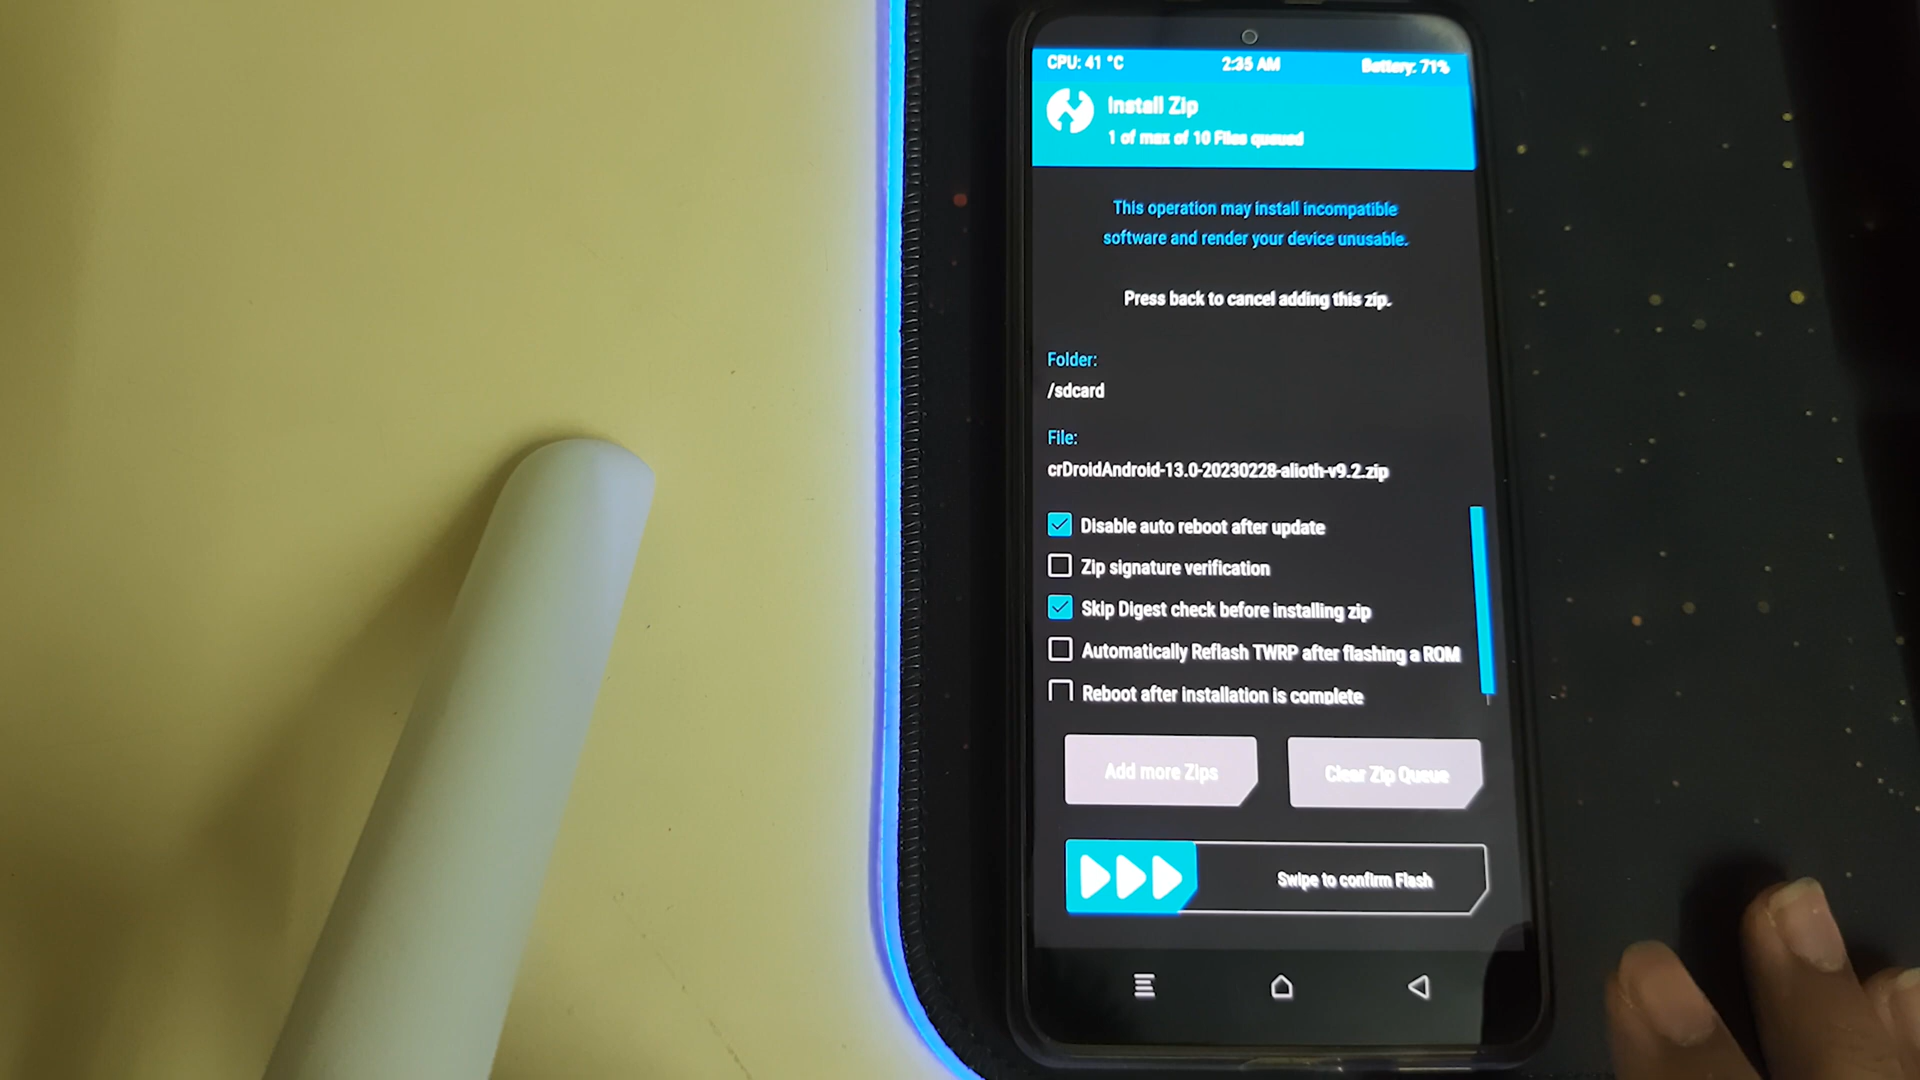 CPU: 41 °C 2:35 AM Battery: 71%
Install Zip
1 of max of 10 Files queued
This operation may install incompatible
software and render your device unusable.
Press back to cancel adding this zip.
Folder:
/sdcard
File:
crDroidAndroid-13.0-20230228-alioth-v9.2.zip
Disable auto reboot after update
Zip signature verification
Skip Digest check before installing zip
Automatically Reflash TWRP after flashing a ROM
Reboot after installation is complete
Add more Zips Clear Zip Queue
Swipe to confirm Flash